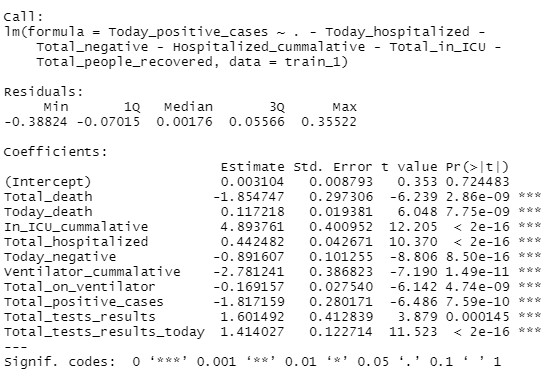 Call:
lm(formula = Today_positive_cases ~ . - Today_hospitalized -
    Total_negative - Hospitalized_cummalative - Total_in_ICU -
    Total_people_recovered, data = train_1)

Residuals:
     Min       1Q   Median       3Q      Max
-0.38824 -0.07015  0.00176  0.05566  0.35522

Coefficients:
                           Estimate Std. Error t value Pr(>|t|)
(Intercept)                0.003104   0.008793   0.353 0.724483
Total_death               -1.854747   0.297306  -6.239 2.86e-09 ***
Today_death                0.117218   0.019381   6.048 7.75e-09 ***
In_ICU_cummalative         4.893761   0.400952  12.205  < 2e-16 ***
Total_hospitalized         0.442482   0.042671  10.370  < 2e-16 ***
Today_negative            -0.891607   0.101255  -8.806 8.50e-16 ***
Ventilator_cummalative    -2.781241   0.386823  -7.190 1.49e-11 ***
Total_on_ventilator       -0.169157   0.027540  -6.142 4.74e-09 ***
Total_positive_cases      -1.817159   0.280171  -6.486 7.59e-10 ***
Total_tests_results        1.601492   0.412839   3.879 0.000145 ***
Total_tests_results_today  1.414027   0.122714  11.523  < 2e-16 ***
---
Signif. codes:  0 ‘***’ 0.001 ‘**’ 0.01 ‘*’ 0.05 ‘.’ 0.1 ‘ ’ 1